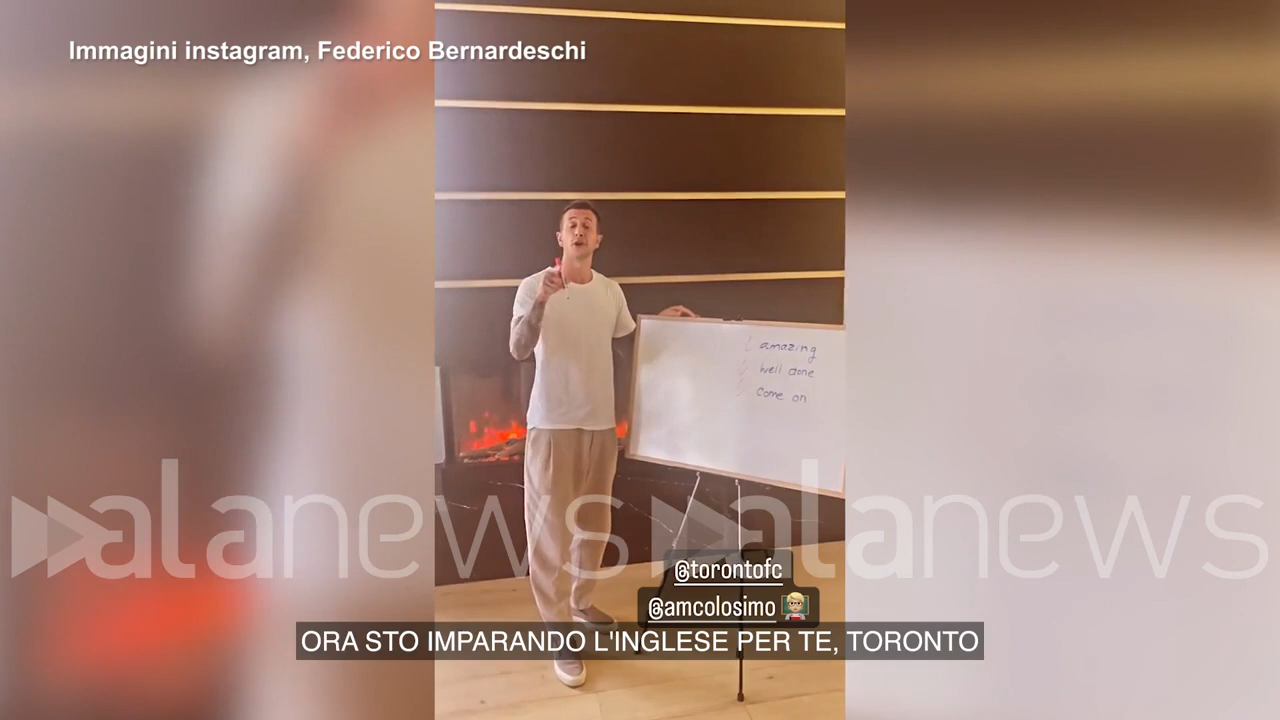 Immagini instagram, Federico Bernardeschi
amazing
well done
come on
alanews alanews
@torontofc
@amcolosimo
ORA STO IMPARANDO L'INGLESE PER TE, TORONTO